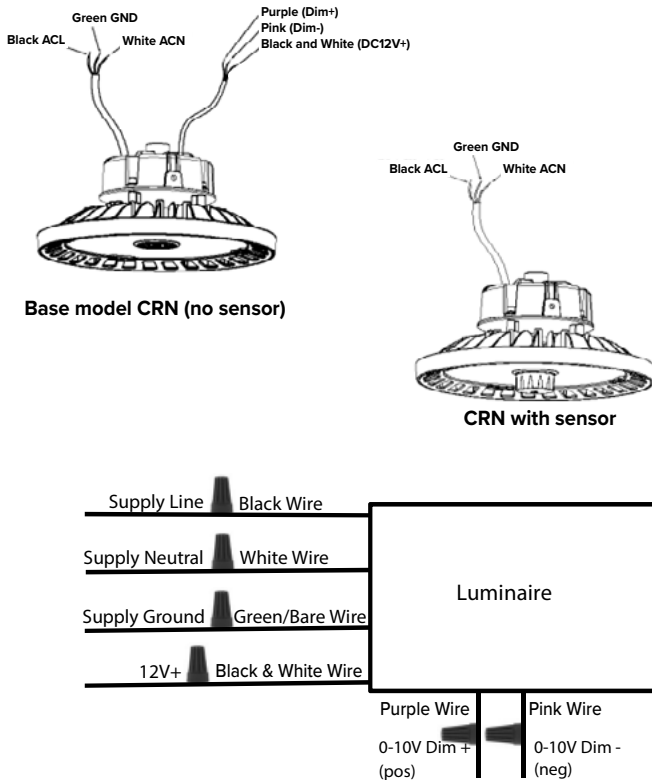 Green GND
Black ACL
White ACN
Purple (Dim+)
Pink (Dim-)
Black and White (DC12V+)
Base model CRN (no sensor)
Green GND
Black ACL
White ACN
CRN with sensor
Supply Line Black Wire
Supply Neutral White Wire
Supply Ground Green/Bare Wire
12V+ Black & White Wire
Luminaire
Purple Wire
0-10V Dim +
(pos)
Pink Wire
0-10V Dim -
(neg)